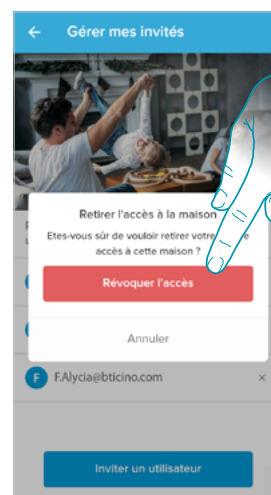 Gérer mes invités
Retirer l'accès à la maison
Etes-vous sûr de vouloir retirer votre
accès à cette maison ?
Révoquer l'accès
Annuler
F
F.Alycia@bticino.com
×
Inviter un utilisateur